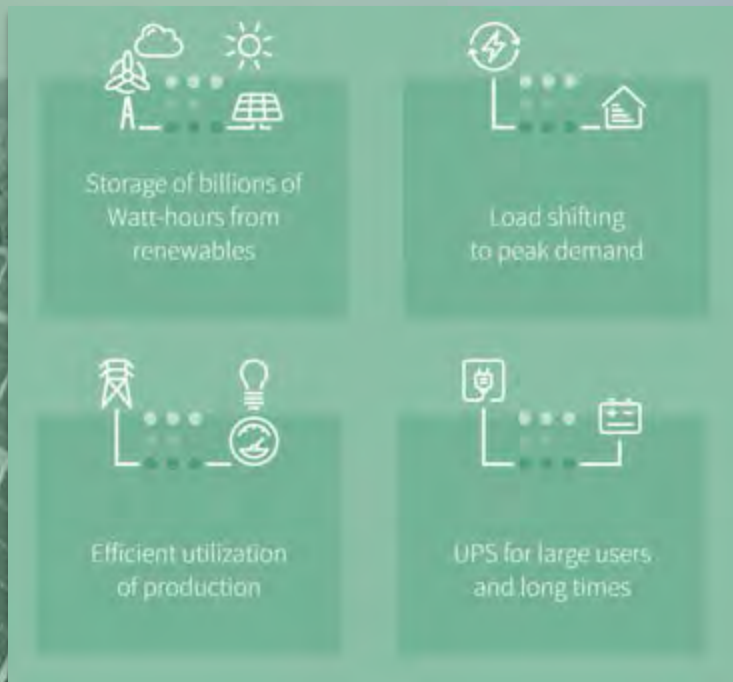 Storage of billions of
Watt-hours from
renewables
Load shifting
to peak demand
Efficient utilization
of production
UPS for large users
and long times